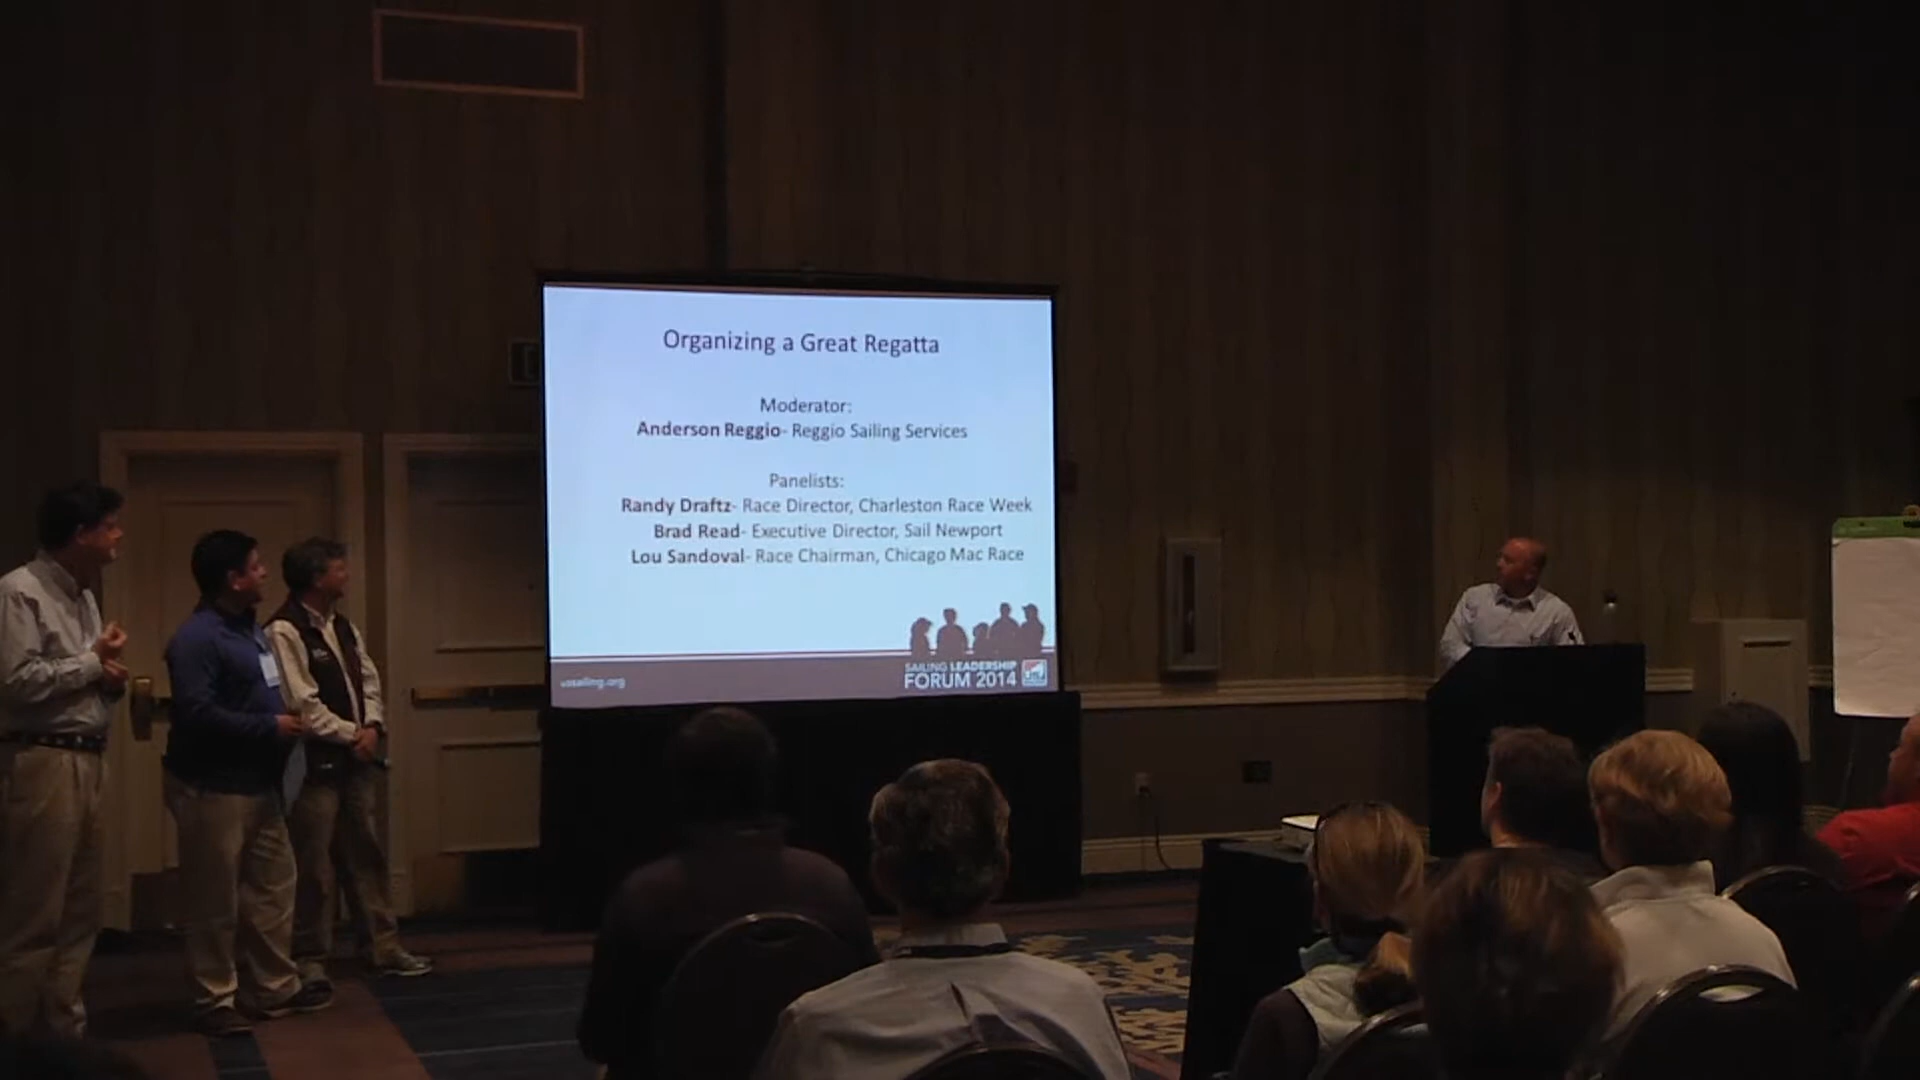 Organizing a Great Regatta
Moderator:
Anderson Reggio- Reggio Sailing Services
Panelists:
Randy Draftz- Race Director, Charleston Race Week
Brad Read- Executive Director, Sail Newport
Lou Sandoval- Race Chairman, Chicago Mac Race
ussailing.org
SAILING LEADERSHIP
FORUM 2014